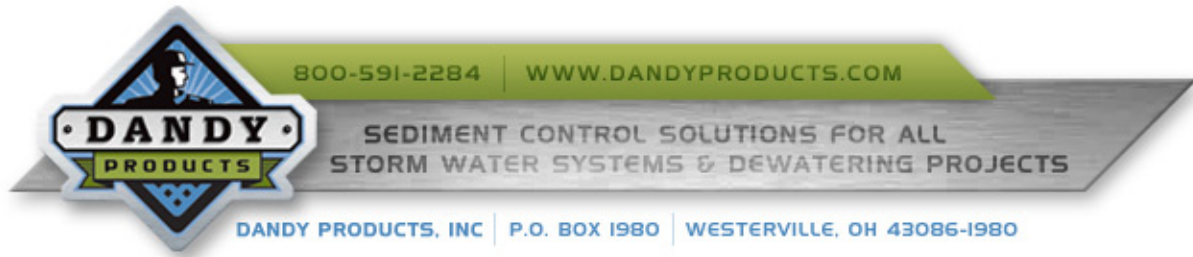 800-591-2284 | WWW.DANDYPRODUCTS.COM
· DANDY ·
PRODUCTS
SEDIMENT CONTROL SOLUTIONS FOR ALL
STORM WATER SYSTEMS & DEWATERING PROJECTS
DANDY PRODUCTS, INC | P.O. BOX 1980 | WESTERVILLE, OH 43086-1980